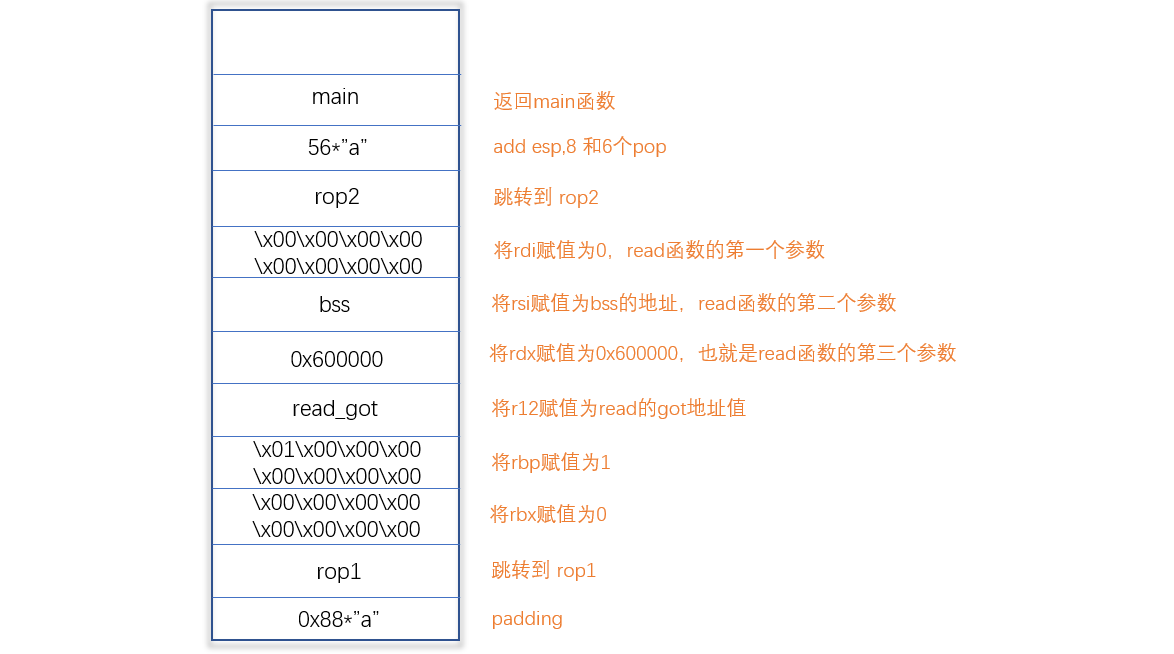 main
返回main函数
56*”a”
add esp,8 和6个pop
rop2
跳转到 rop2
\x00\x00\x00\x00
\x00\x00\x00\x00
将rdi赋值为0，read函数的第一个参数
bss
将rsi赋值为bss的地址，read函数的第二个参数
0x600000
将rdx赋值为0x600000，也就是read函数的第三个参数
read_got
将r12赋值为read的got地址值
\x01\x00\x00\x00
\x00\x00\x00\x00
将rbp赋值为1
\x00\x00\x00\x00
\x00\x00\x00\x00
将rbx赋值为0
rop1
跳转到 rop1
0x88*”a”
padding